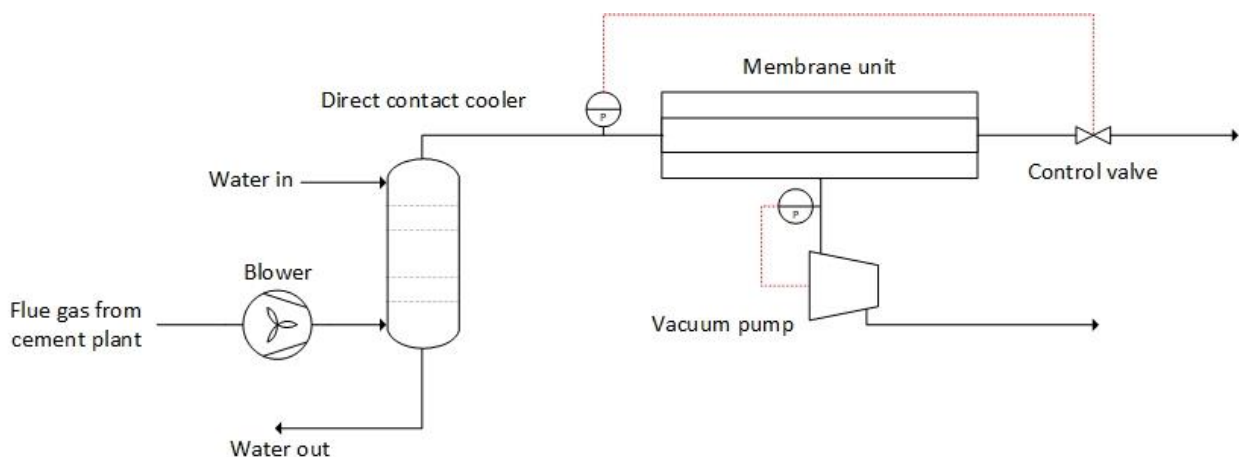 Membrane unit
Direct contact cooler
P
Control valve
Water in
P
Blower
Flue gas from
cement plant
Vacuum pump
Water out